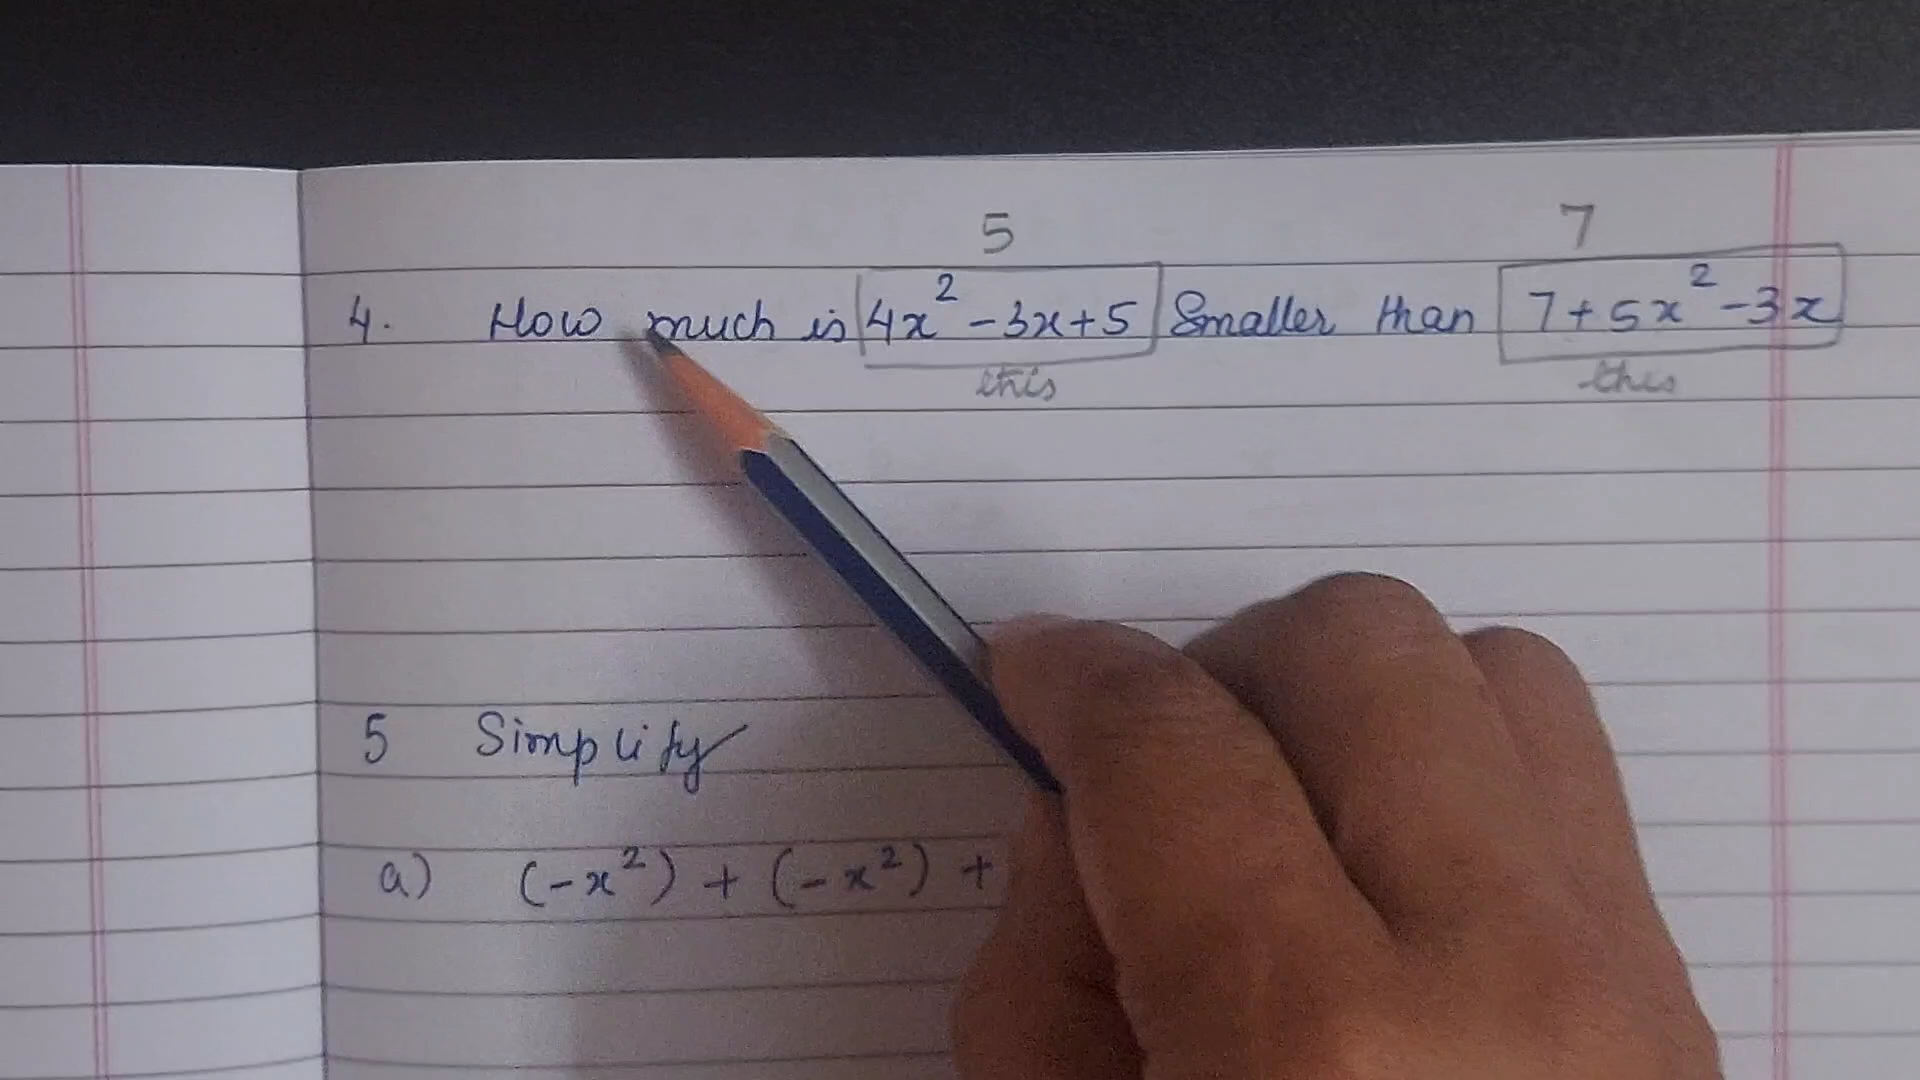 5 7
4. How much is 4x² - 3x + 5 Smaller than 7 + 5x² - 3x
this this
5 Simplify
a) (-x²) + (-x²) +